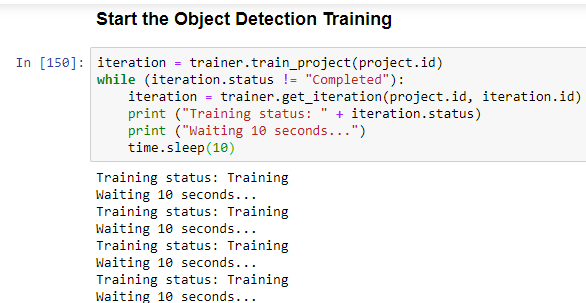 Start the Object Detection Training
In [150]: iteration = trainer.train_project(project.id)
while (iteration.status != "Completed"):
    iteration = trainer.get_iteration(project.id, iteration.id)
    print ("Training status: " + iteration.status)
    print ("Waiting 10 seconds...")
    time.sleep(10)
Training status: Training
Waiting 10 seconds...
Training status: Training
Waiting 10 seconds...
Training status: Training
Waiting 10 seconds...
Training status: Training
Waiting 10 seconds...